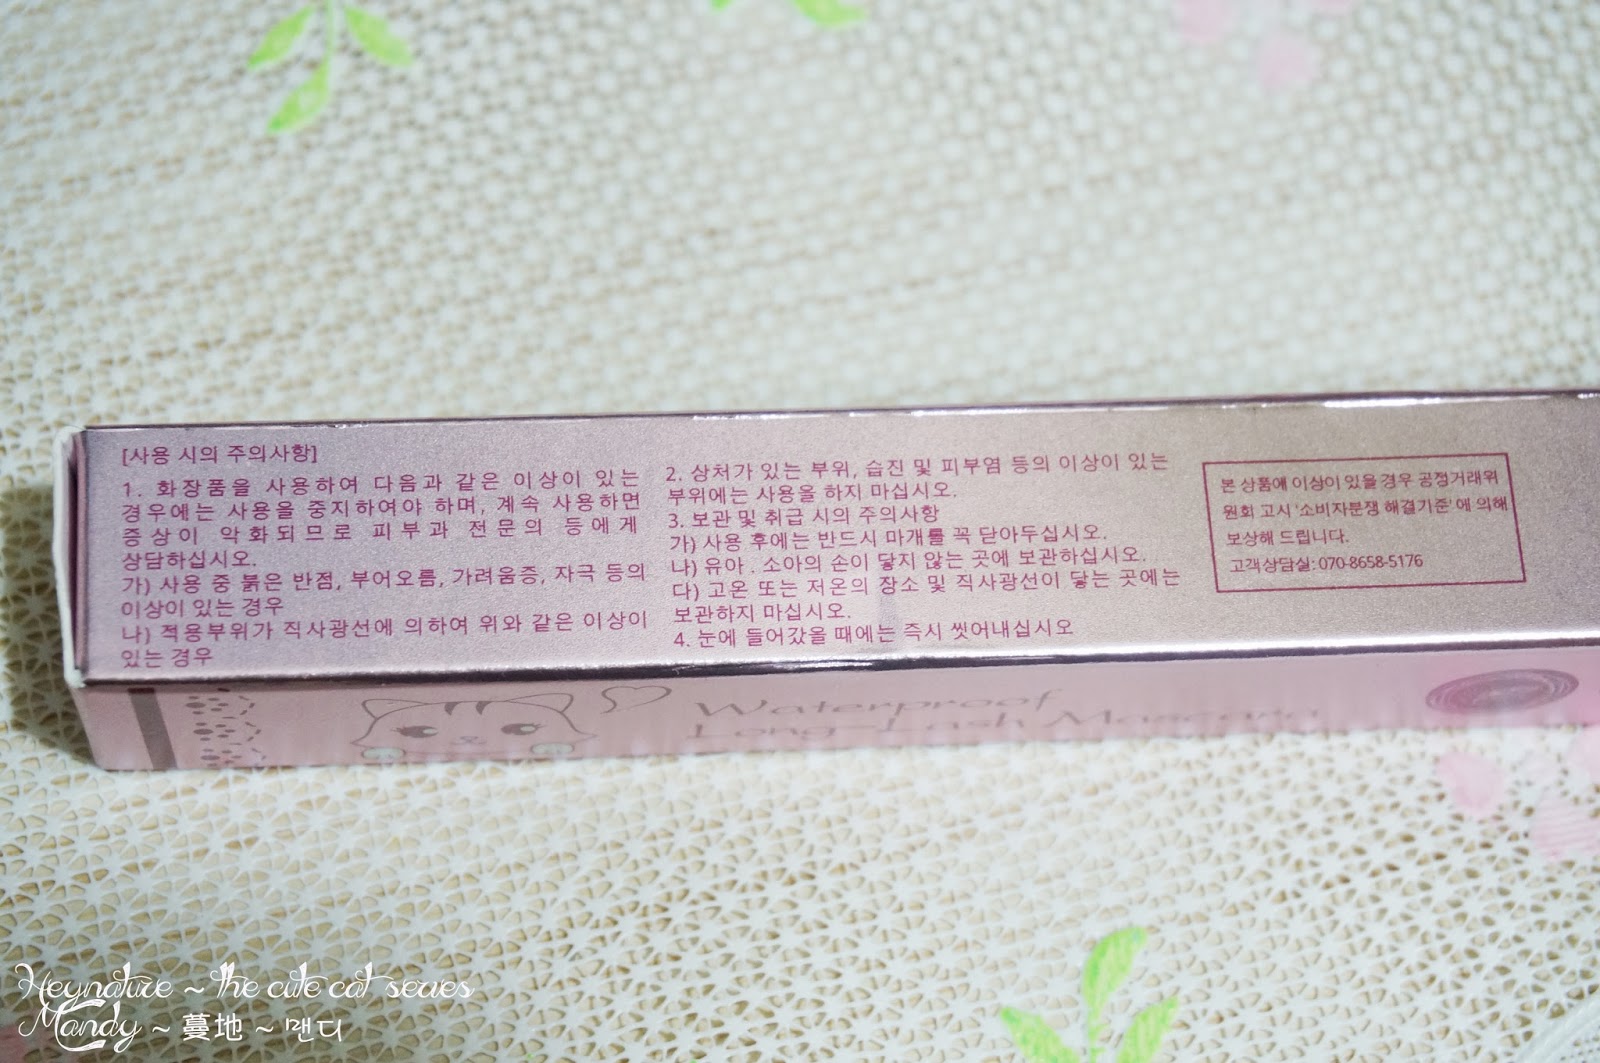 [사용 시의 주의사항]
1. 화장품을 사용하여 다음과 같은 이상이 있는
경우에는 사용을 중지하여야 하며, 계속 사용하면
증상이 악화되므로 피부과 전문의 등에게
상담하십시오.
가) 사용 중 붉은 반점, 부어오름, 가려움증, 자극 등의
이상이 있는 경우
나) 적용부위가 직사광선에 의하여 위와 같은 이상이
있는 경우
2. 상처가 있는 부위, 습진 및 피부염 등의 이상이 있는
부위에는 사용을 하지 마십시오.
3. 보관 및 취급 시의 주의사항
가) 사용 후에는 반드시 마개를 꼭 닫아두십시오.
나) 유아 . 소아의 손이 닿지 않는 곳에 보관하십시오.
다) 고온 또는 저온의 장소 및 직사광선이 닿는 곳에는
보관하지 마십시오.
4. 눈에 들어갔을 때에는 즉시 씻어내십시오
본 상품에 이상이 있을 경우 공정거래위
원회 고시 '소비자분쟁 해결기준' 에 의해
보상해 드립니다.
고객상담실: 070-8658-5176
Waterproof
Long-Lash Mascara
Heynature ~ the cute cat series
Mandy ~ 蔓地 ~ 맨디